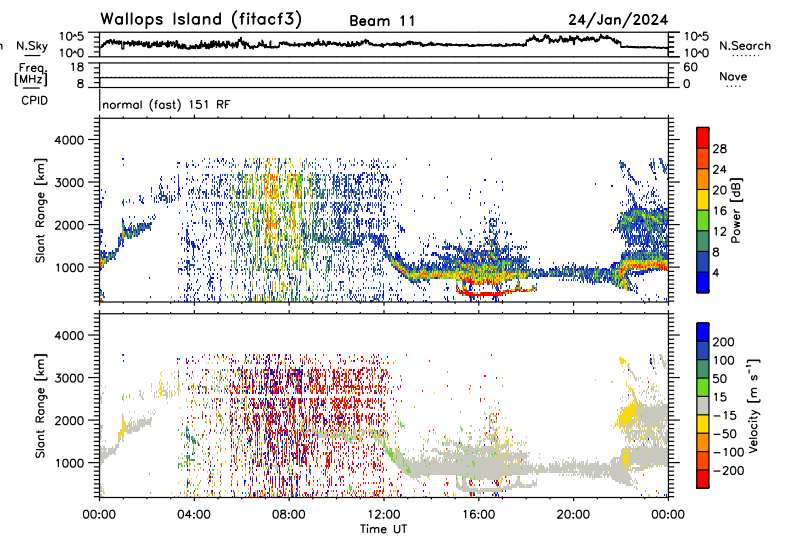 Wallops Island (fitacf3) Beam 11 24/Jan/2024
n N.Sky 10^5 10^0 10^5 10^0 N.Search
Freq. [MHz] 18 8 60 0 Nave
CPID normal (fast) 151 RF
Slant Range [km] 4000 3000 2000 1000
Power [dB] 28 24 20 16 12 8 4
Slant Range [km] 4000 3000 2000 1000
Velocity [m s⁻¹] 200 100 50 15 -15 -50 -100 -200
00:00 04:00 08:00 12:00 16:00 20:00 00:00
Time UT